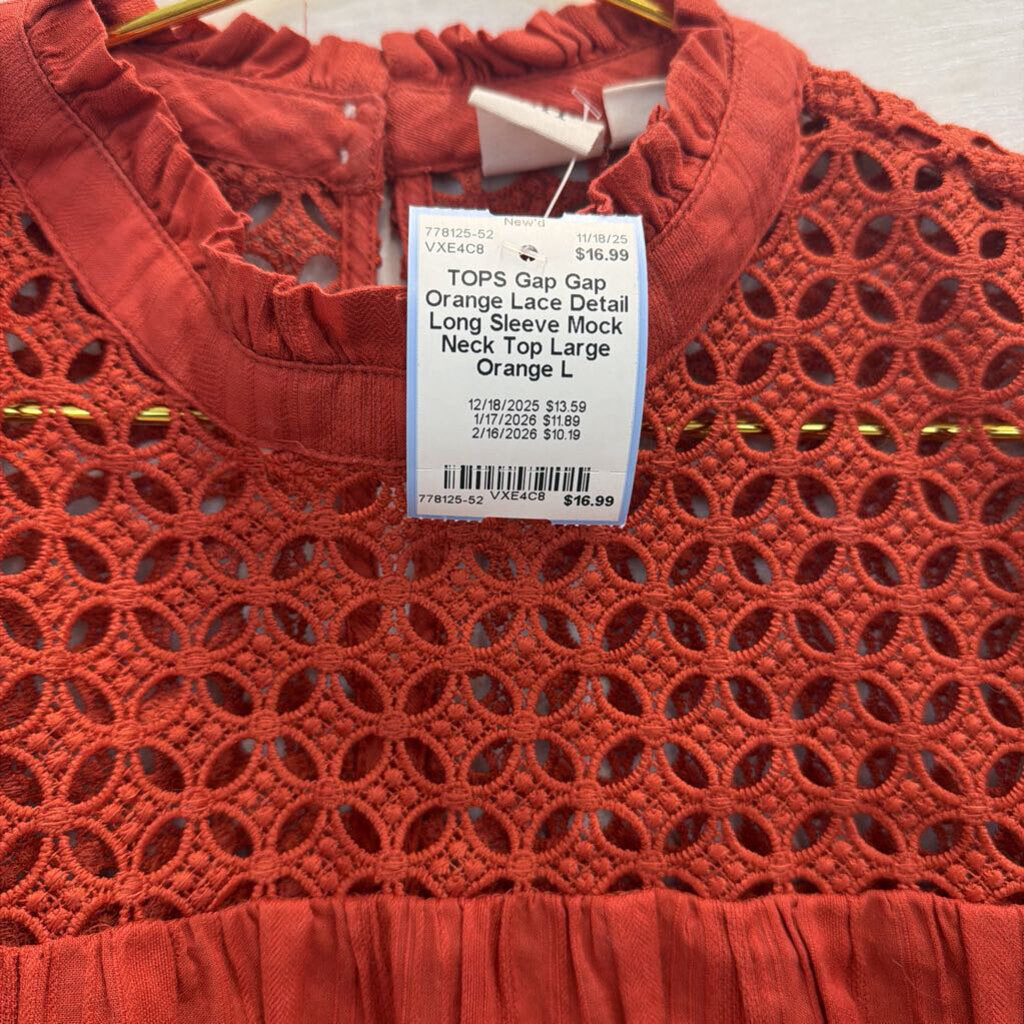 New'd
778125-52 11/18/25
VXE4C8 $16.99
TOPS Gap Gap
Orange Lace Detail
Long Sleeve Mock
Neck Top Large
Orange L
12/18/2025 $13.59
1/17/2026 $11.89
2/16/2026 $10.19
778125-52 VXE4C8 $16.99